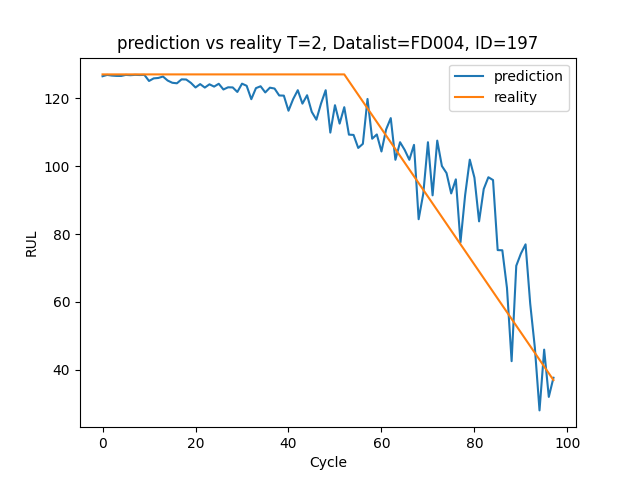 prediction vs reality T=2, Datalist=FD004, ID=197
prediction
reality
RUL
120
100
80
60
40
0 20 40 60 80 100
Cycle